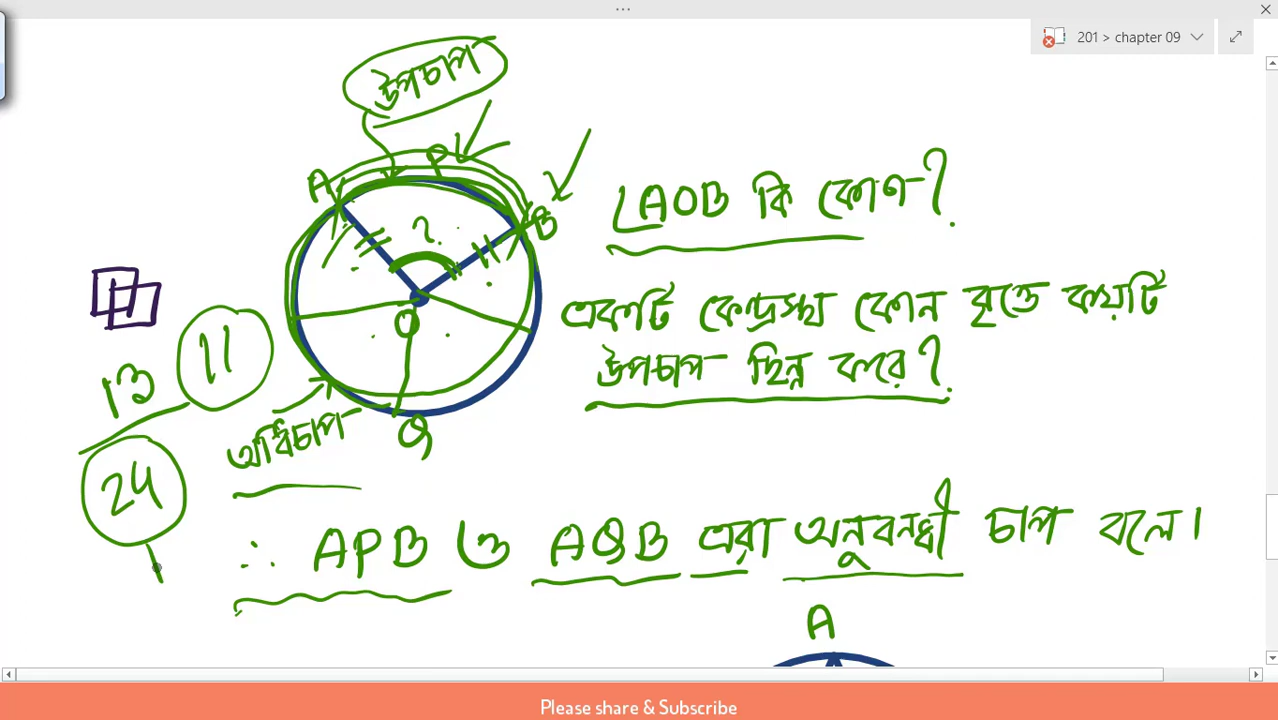 201 > chapter 09
উপচাপ
A
P
B
?
∠AOB কি কোণ?
O
একটি কেন্দ্রস্থ কোন বৃত্তে কয়টি
উপচাপ ছিন্ন করে?
11
13
24
Q
অধিচাপ
∴ APB ও AQB এরা অনুবন্ধী চাপ বলে।
A
Please share & Subscribe